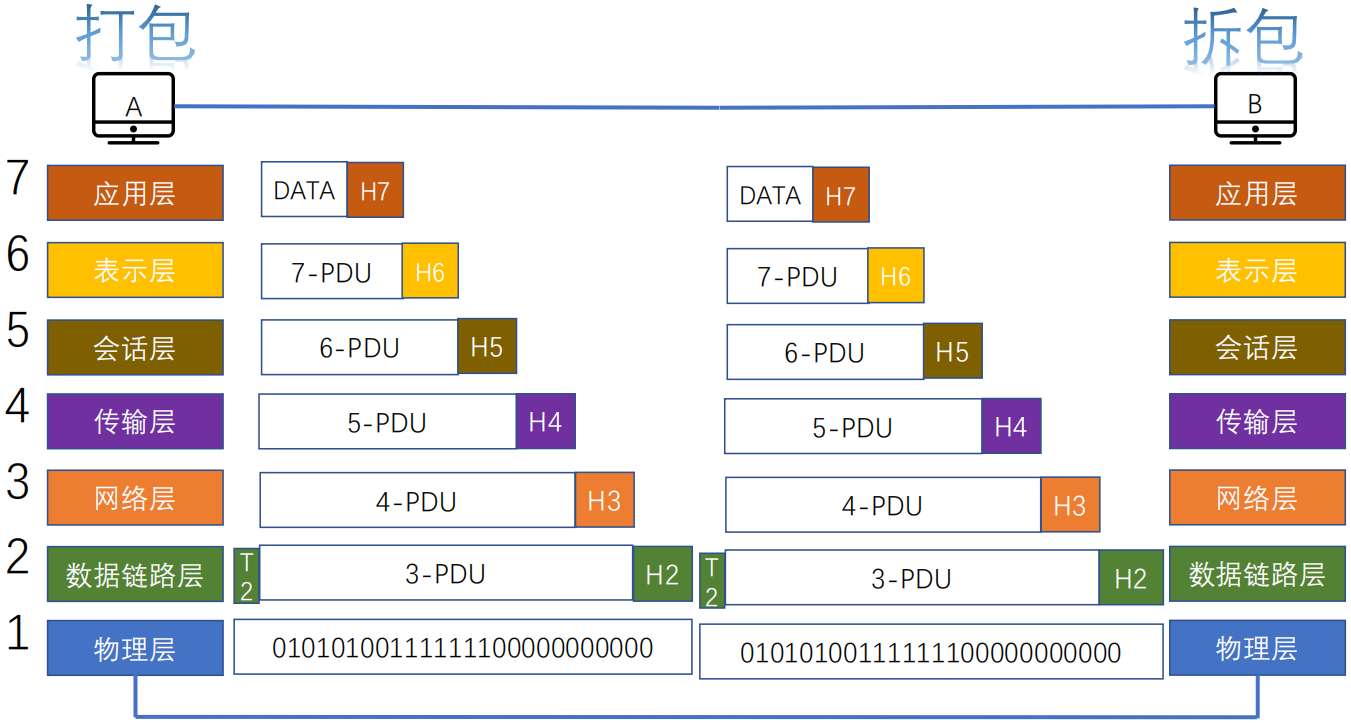 打包
拆包
A
B
7
应用层
DATA
H7
DATA
H7
应用层
6
表示层
7-PDU
H6
7-PDU
H6
表示层
5
会话层
6-PDU
H5
6-PDU
H5
会话层
4
传输层
5-PDU
H4
5-PDU
H4
传输层
3
网络层
4-PDU
H3
4-PDU
H3
网络层
2
数据链路层
T
2
3-PDU
H2
T
2
3-PDU
H2
数据链路层
1
物理层
01010100111111100000000000
01010100111111100000000000
物理层